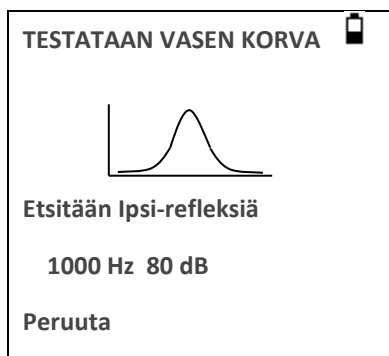 TESTATAAN VASEN KORVA
Etsitään Ipsi-refleksiä
1000 Hz 80 dB
Peruuta